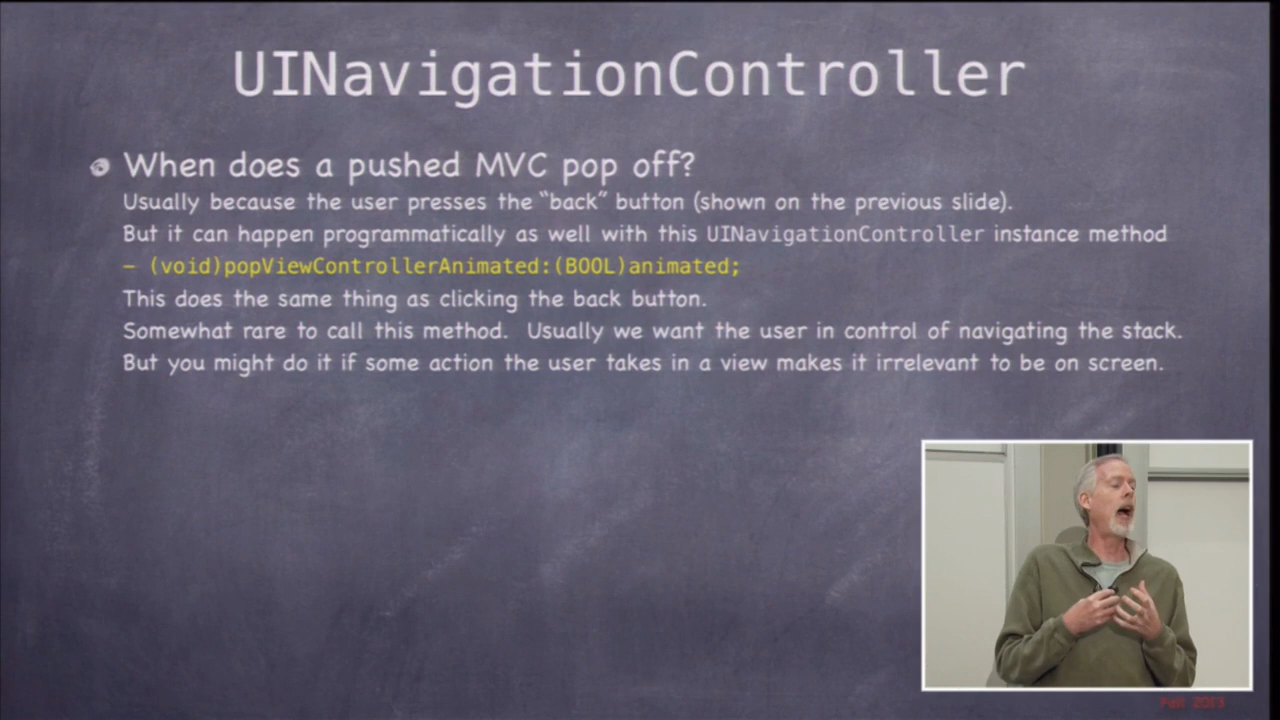 UINavigationController
When does a pushed MVC pop off?
Usually because the user presses the “back” button (shown on the previous slide).
But it can happen programmatically as well with this UINavigationController instance method
– (void)popViewControllerAnimated:(BOOL)animated;
This does the same thing as clicking the back button.
Somewhat rare to call this method.  Usually we want the user in control of navigating the stack.
But you might do it if some action the user takes in a view makes it irrelevant to be on screen.
Fall 2013